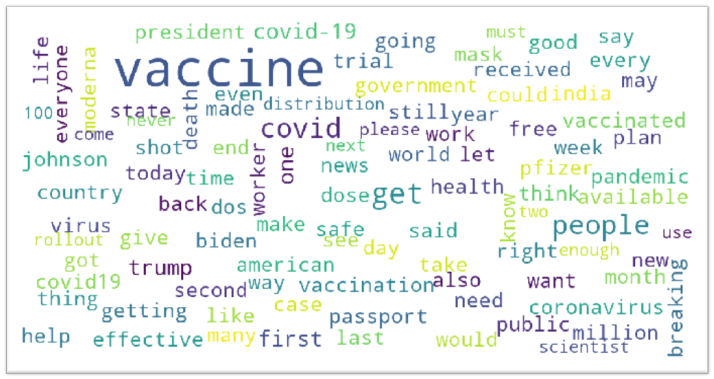 president covid-19 going must good say
life everyone moderna vaccine trial mask received every may
government could india
100 state even made distribution still year
never death covid please work free vaccinated
come shot end next week plan
johnson today time worker one news world let pfizer pandemic
country back dos dose get health think available
virus make safe said know two people use
rollout give biden see day right enough
got trump american take new
covid19 second way vaccination also want month
thing getting like case passport need coronavirus
help effective many first last would public million breaking
scientist